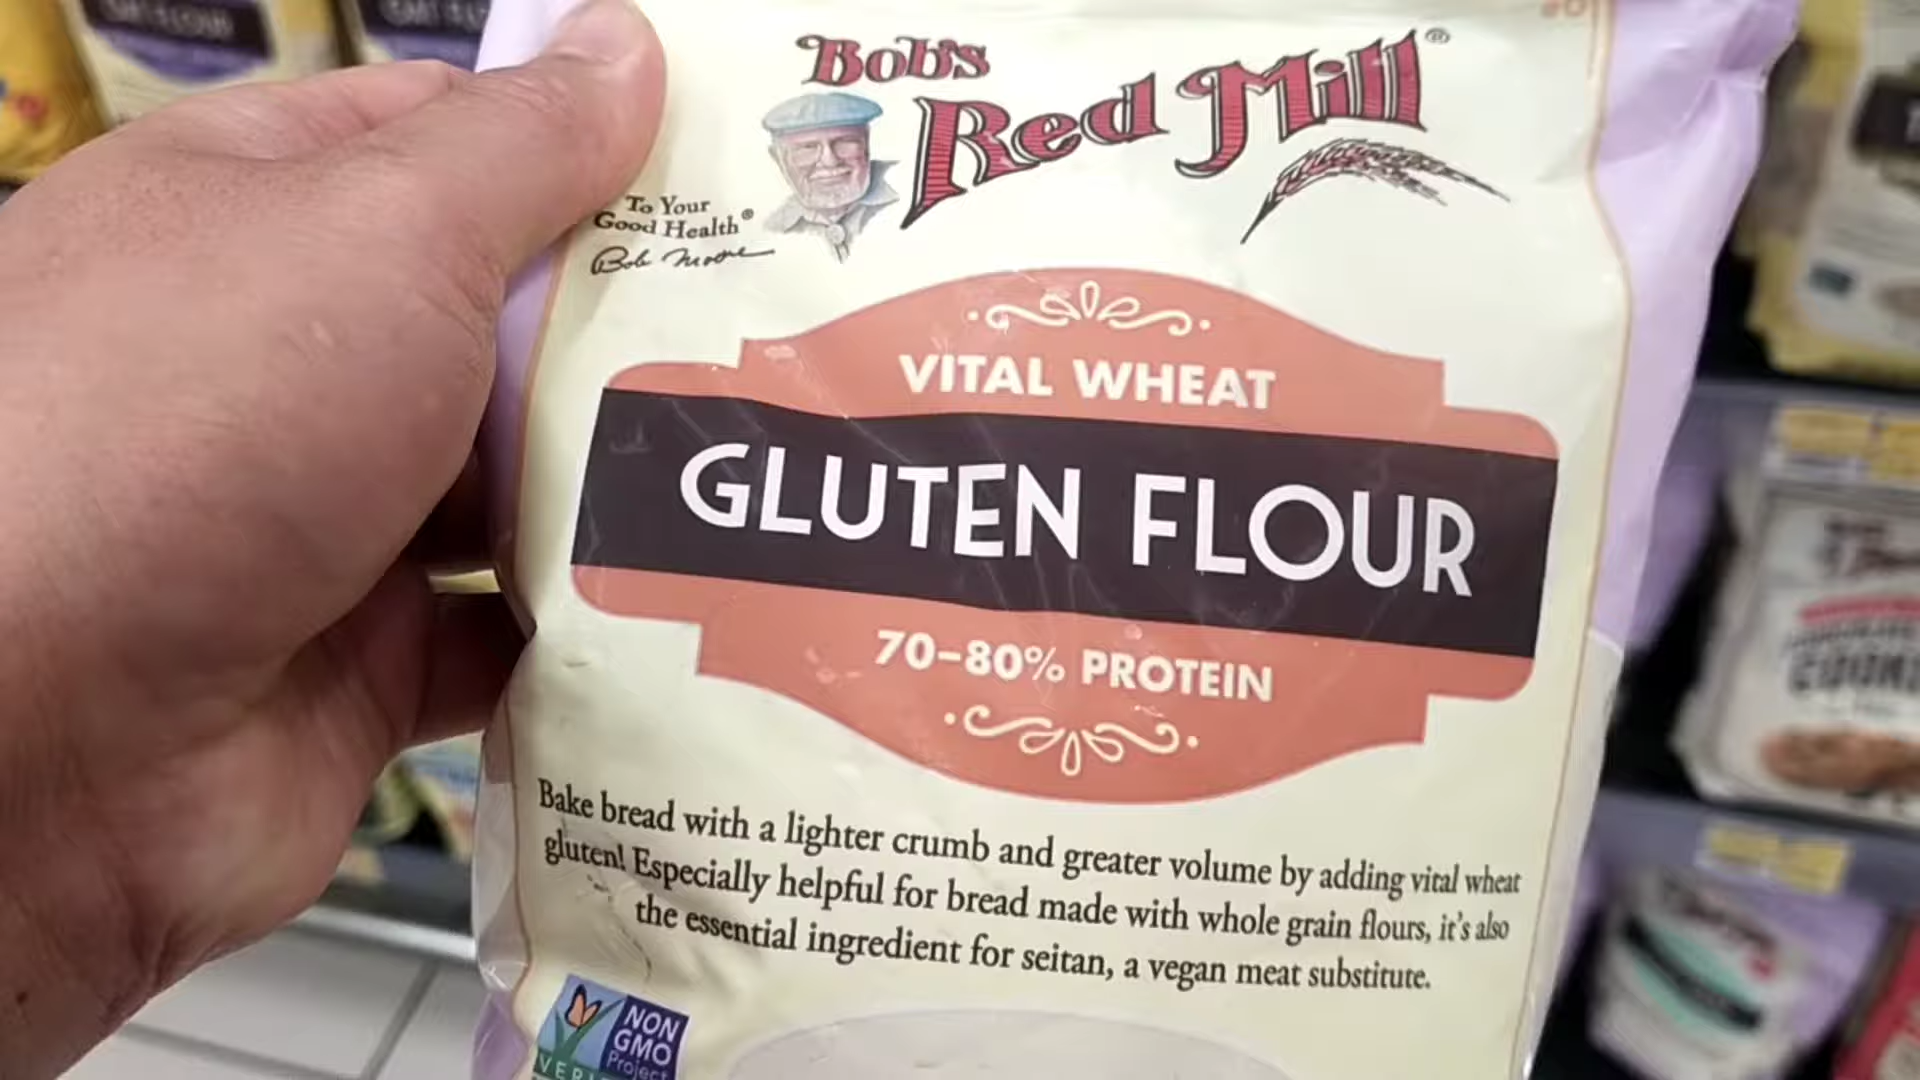 OAT FLOUR
Bob's
Red Mill®
To Your
Good Health®
Bob Moore
VITAL WHEAT
GLUTEN FLOUR
70-80% PROTEIN
Bake bread with a lighter crumb and greater volume by adding vital wheat
gluten! Especially helpful for bread made with whole grain flours, it's also
the essential ingredient for seitan, a vegan meat substitute.
NON
GMO
Project